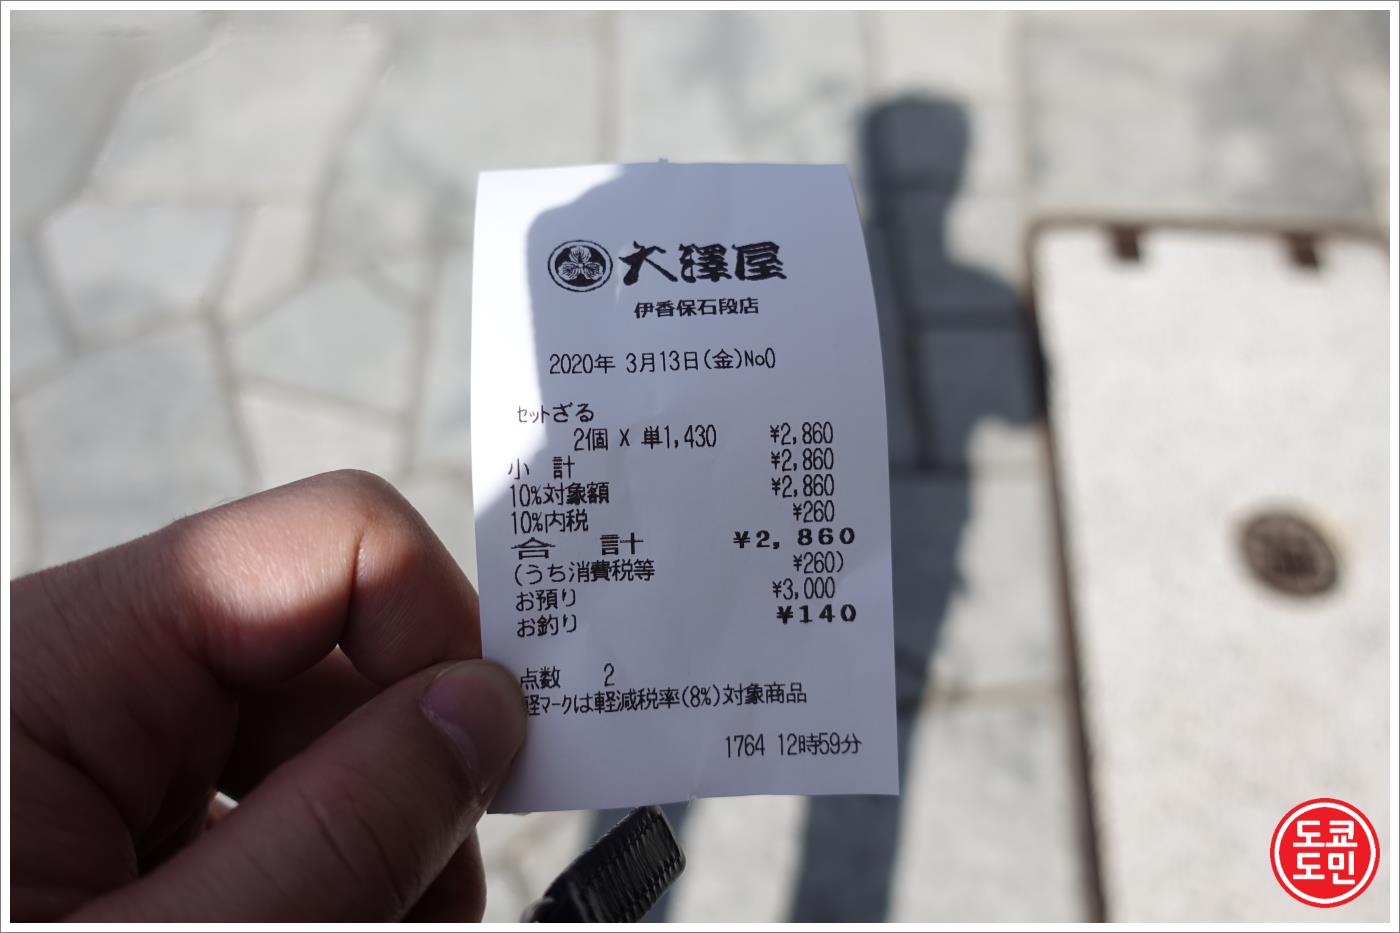 大澤屋
伊香保石段店
2020年 3月13日(金)No0
ｾｯﾄざる
2個 X 単1,430 ¥2,860
小 計 ¥2,860
10%対象額 ¥2,860
10%内税 ¥260
合 計 ¥2,860
(うち消費税等 ¥260)
お預り ¥3,000
お釣り ¥140
点数 2
軽ﾏｰｸは軽減税率(8%)対象商品
1764 12時59分
도쿄
도민